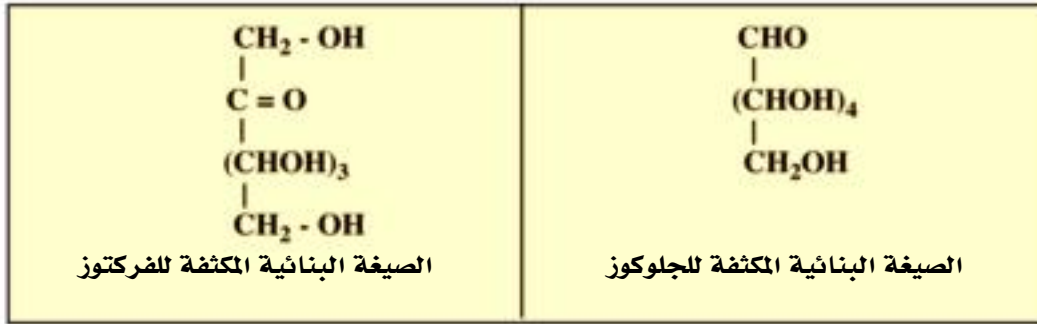 CH₂ - OH
|
C = O
|
(CHOH)₃
|
CH₂ - OH
الصيغة البنائية المكثفة للفركتوز
CHO
|
(CHOH)₄
|
CH₂OH
الصيغة البنائية المكثفة للجلوكوز